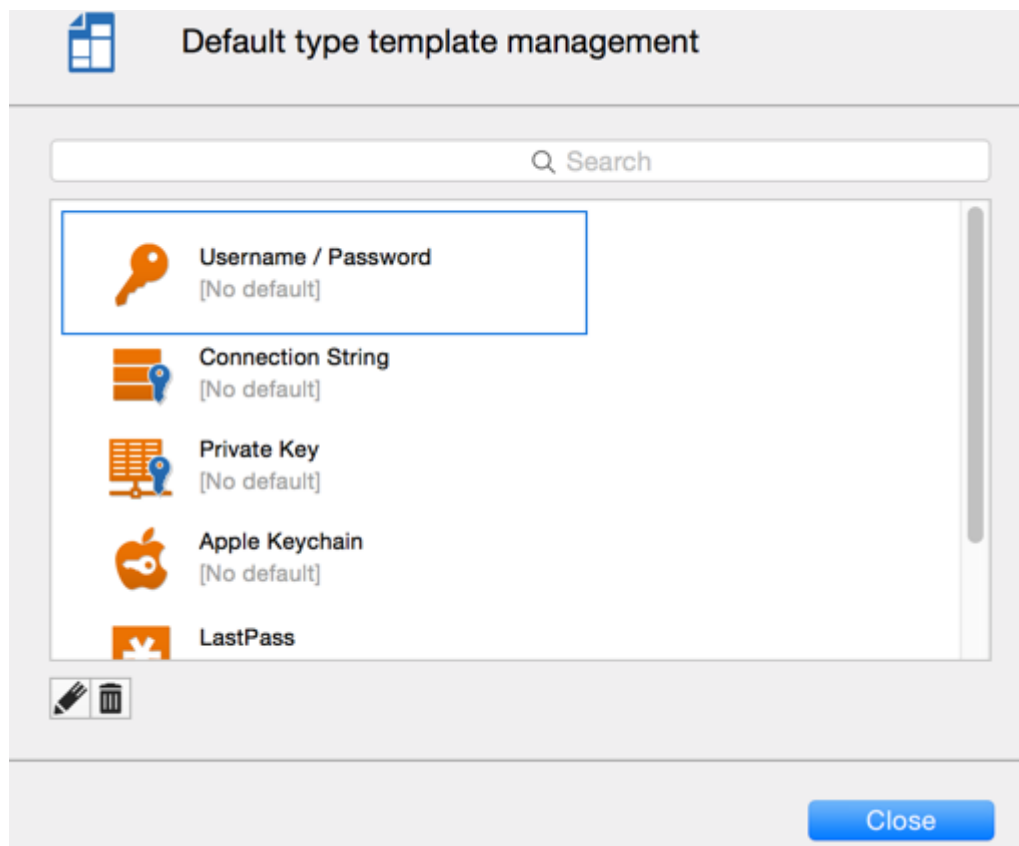 Default type template management
Search
Username / Password
[No default]
Connection String
[No default]
Private Key
[No default]
Apple Keychain
[No default]
LastPass
Close